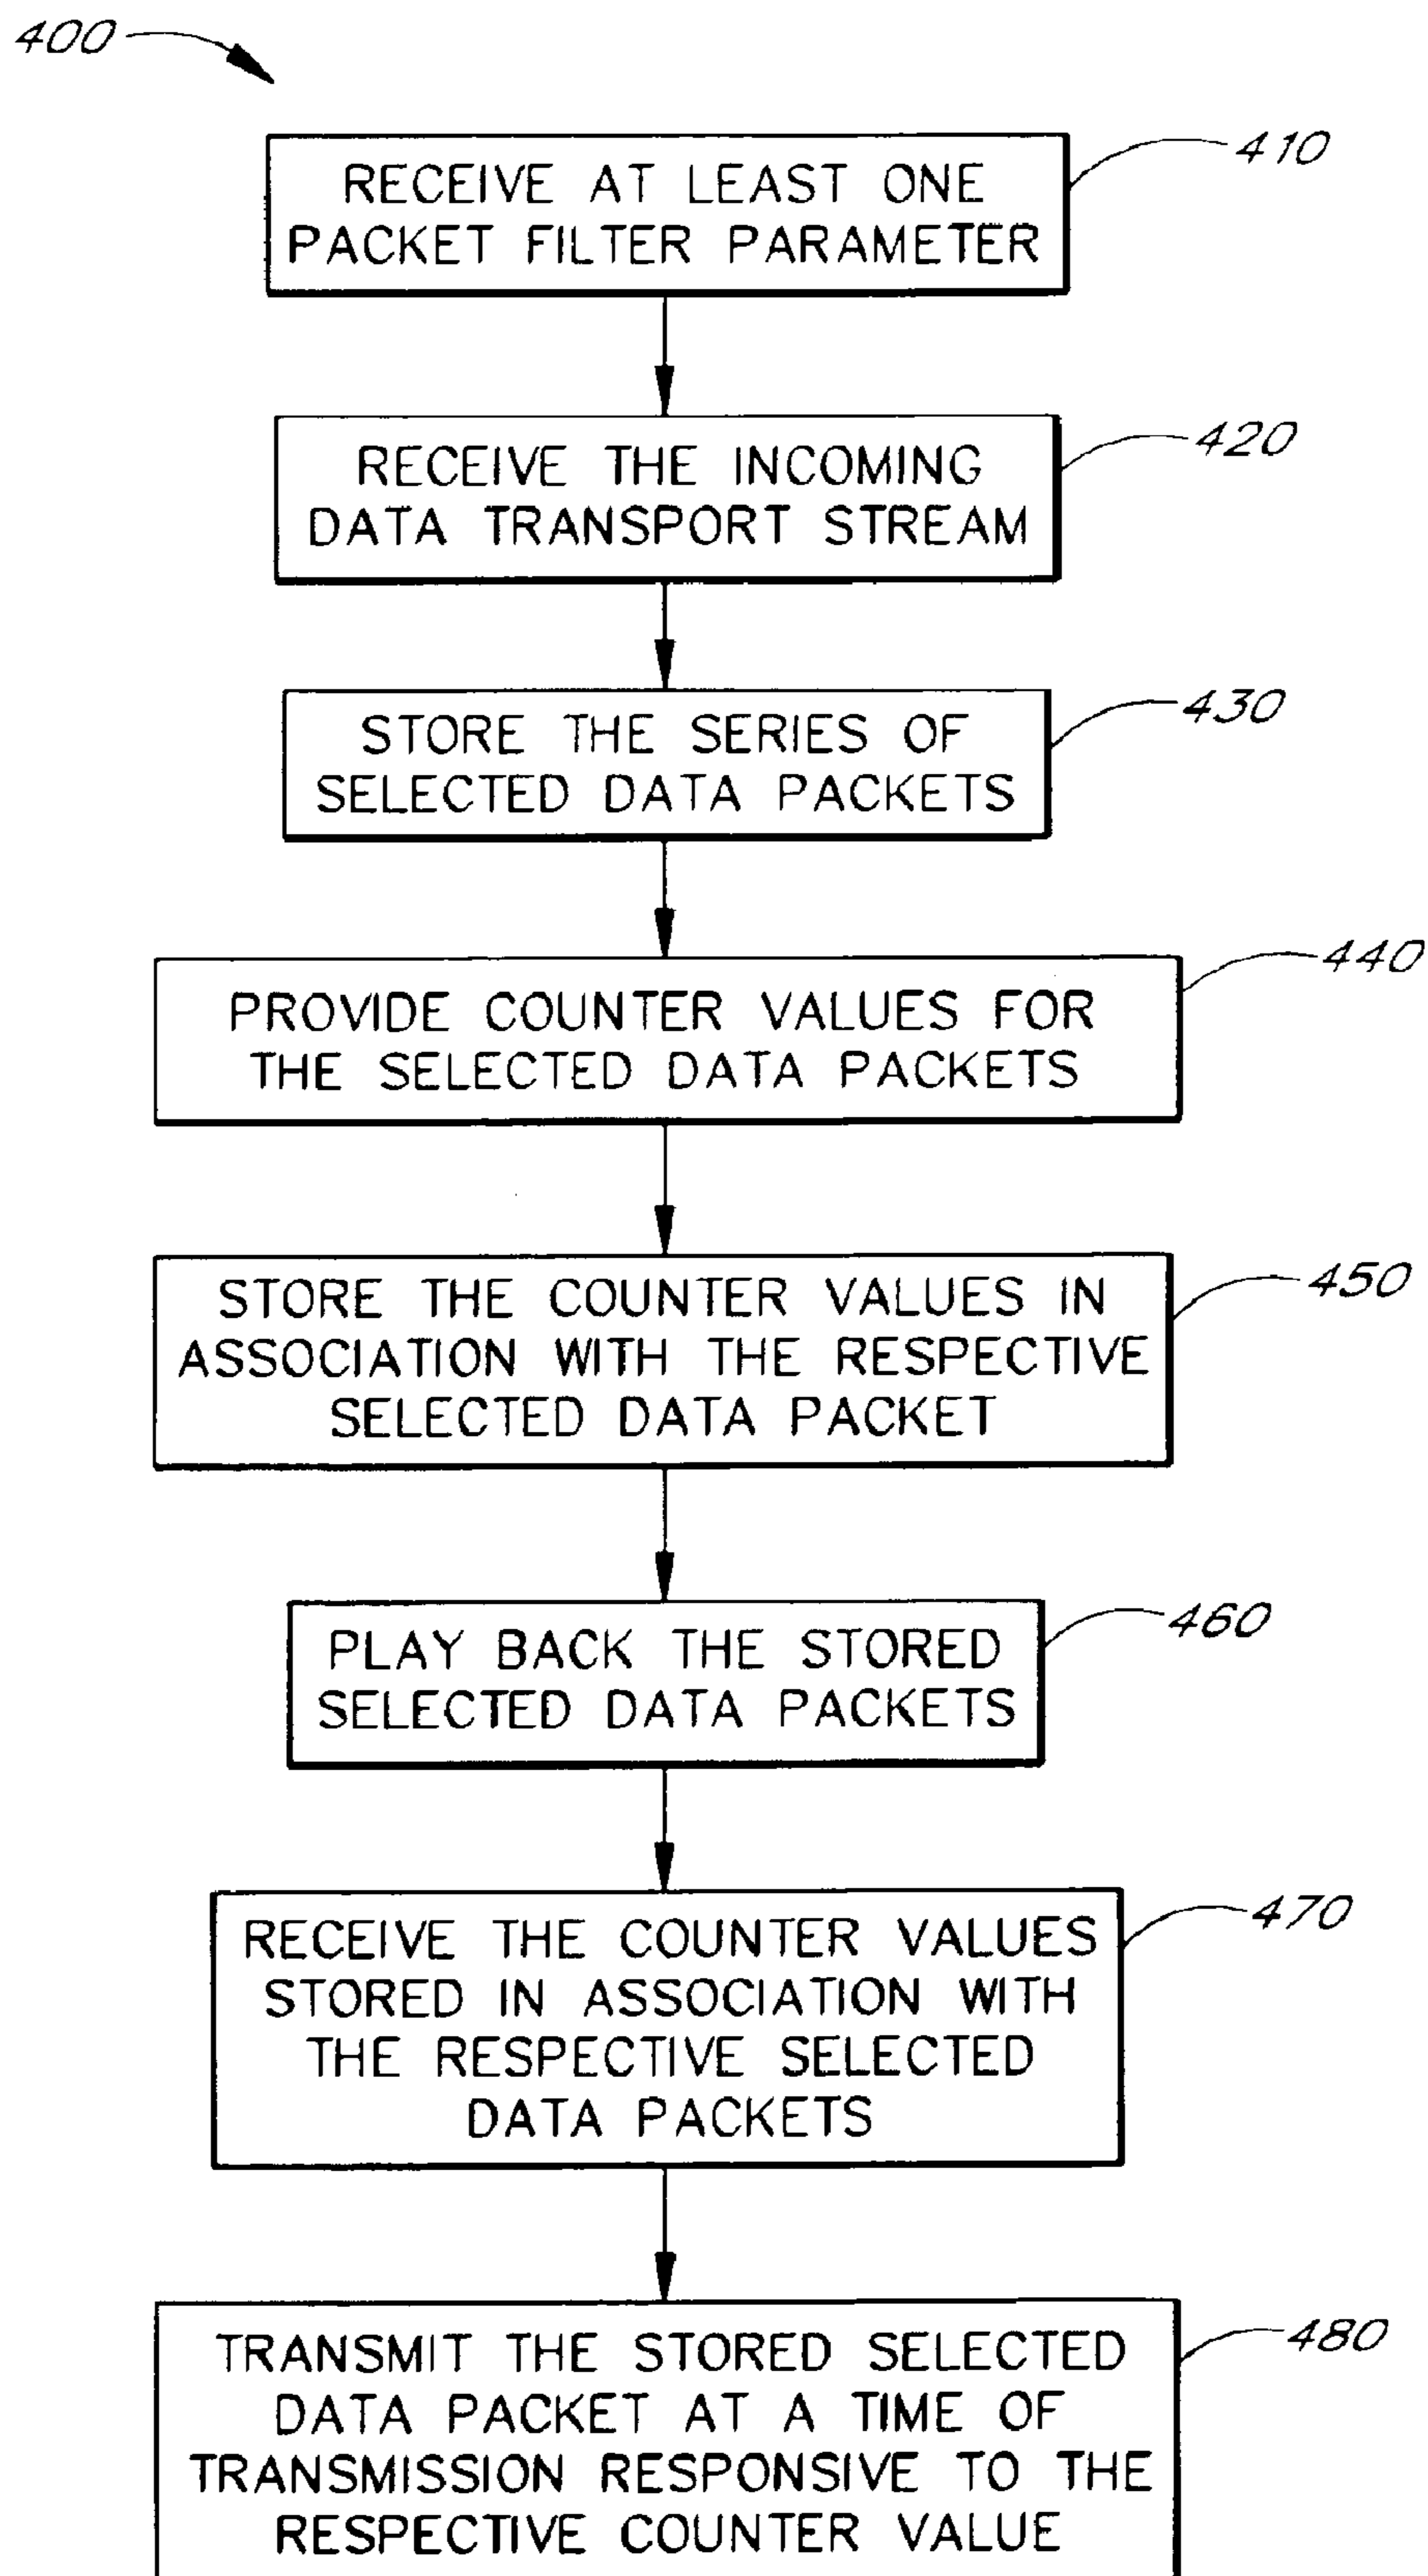 400
410
RECEIVE AT LEAST ONE
PACKET FILTER PARAMETER
420
RECEIVE THE INCOMING
DATA TRANSPORT STREAM
430
STORE THE SERIES OF
SELECTED DATA PACKETS
440
PROVIDE COUNTER VALUES FOR
THE SELECTED DATA PACKETS
450
STORE THE COUNTER VALUES IN
ASSOCIATION WITH THE RESPECTIVE
SELECTED DATA PACKET
460
PLAY BACK THE STORED
SELECTED DATA PACKETS
470
RECEIVE THE COUNTER VALUES
STORED IN ASSOCIATION WITH
THE RESPECTIVE SELECTED
DATA PACKETS
480
TRANSMIT THE STORED SELECTED
DATA PACKET AT A TIME OF
TRANSMISSION RESPONSIVE TO THE
RESPECTIVE COUNTER VALUE